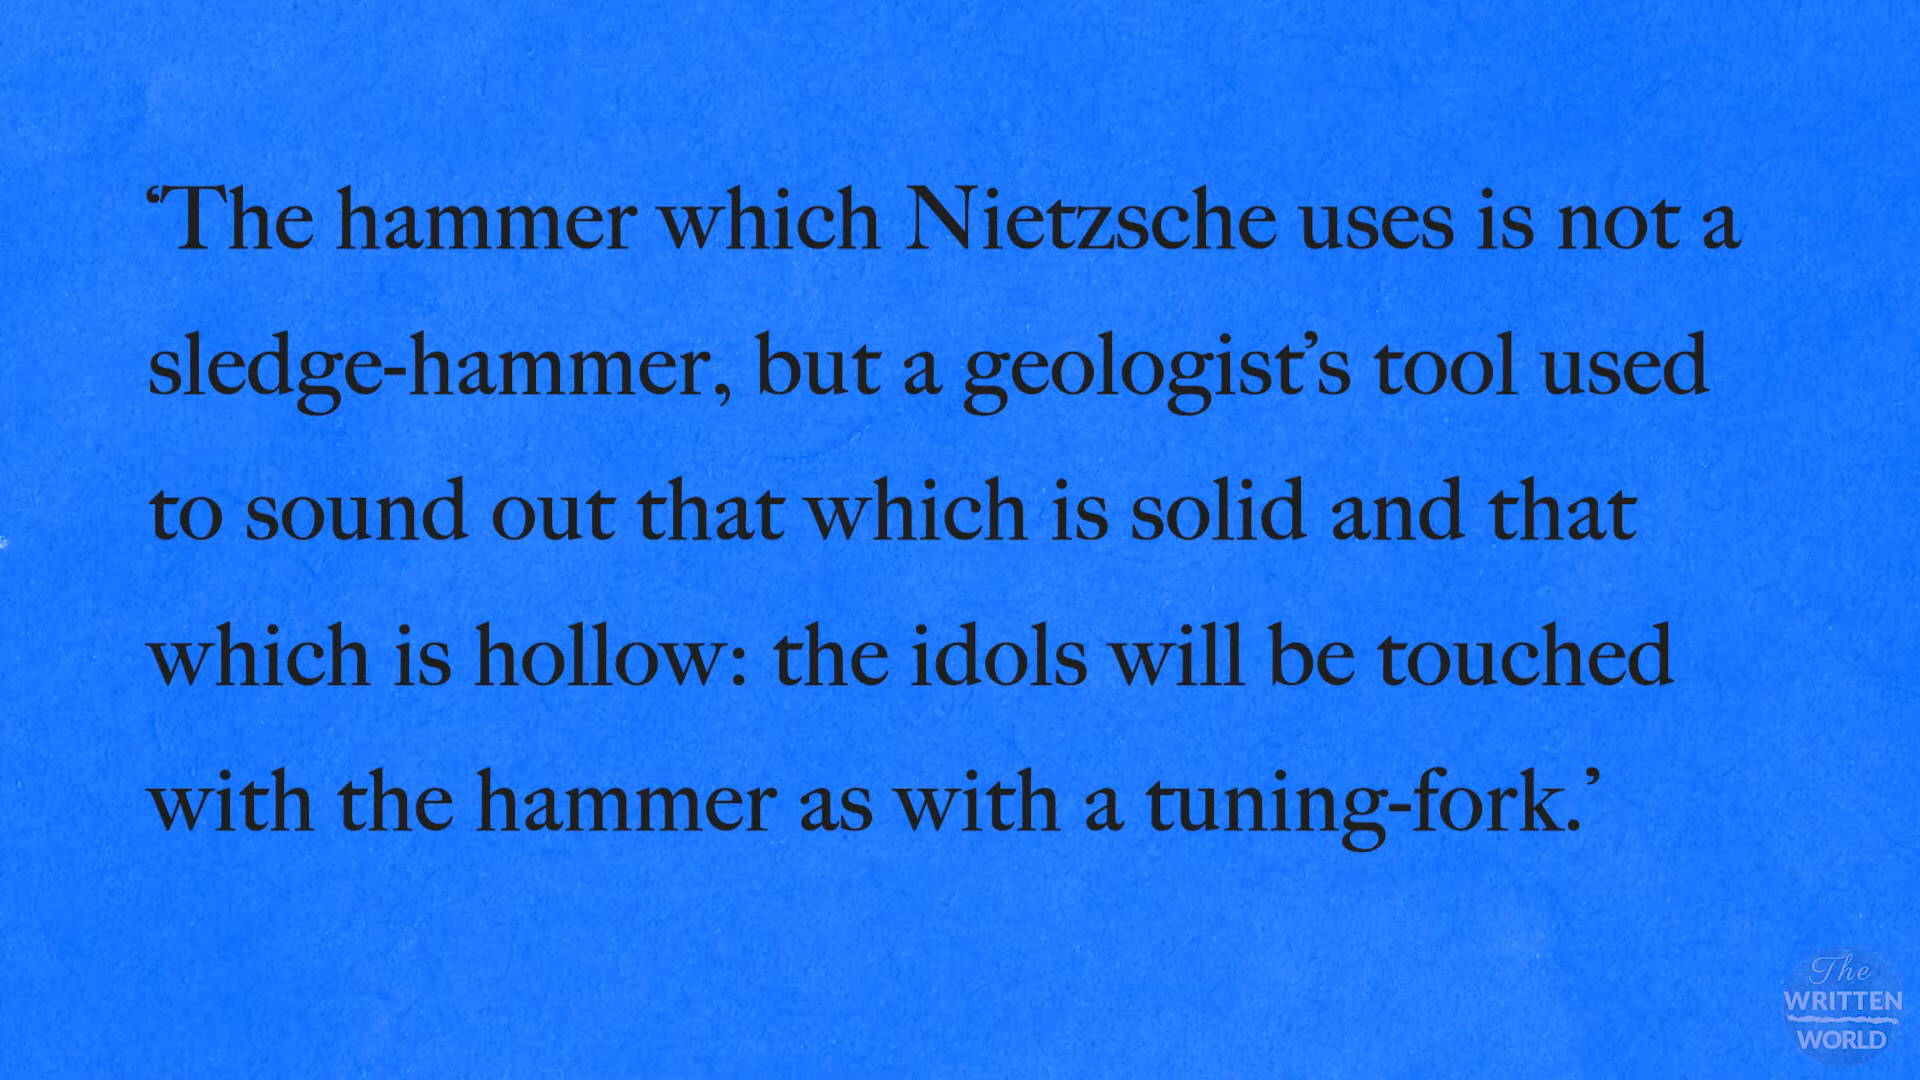 ‘The hammer which Nietzsche uses is not a
sledge-hammer, but a geologist’s tool used
to sound out that which is solid and that
which is hollow: the idols will be touched
with the hammer as with a tuning-fork.’
The
WRITTEN
WORLD